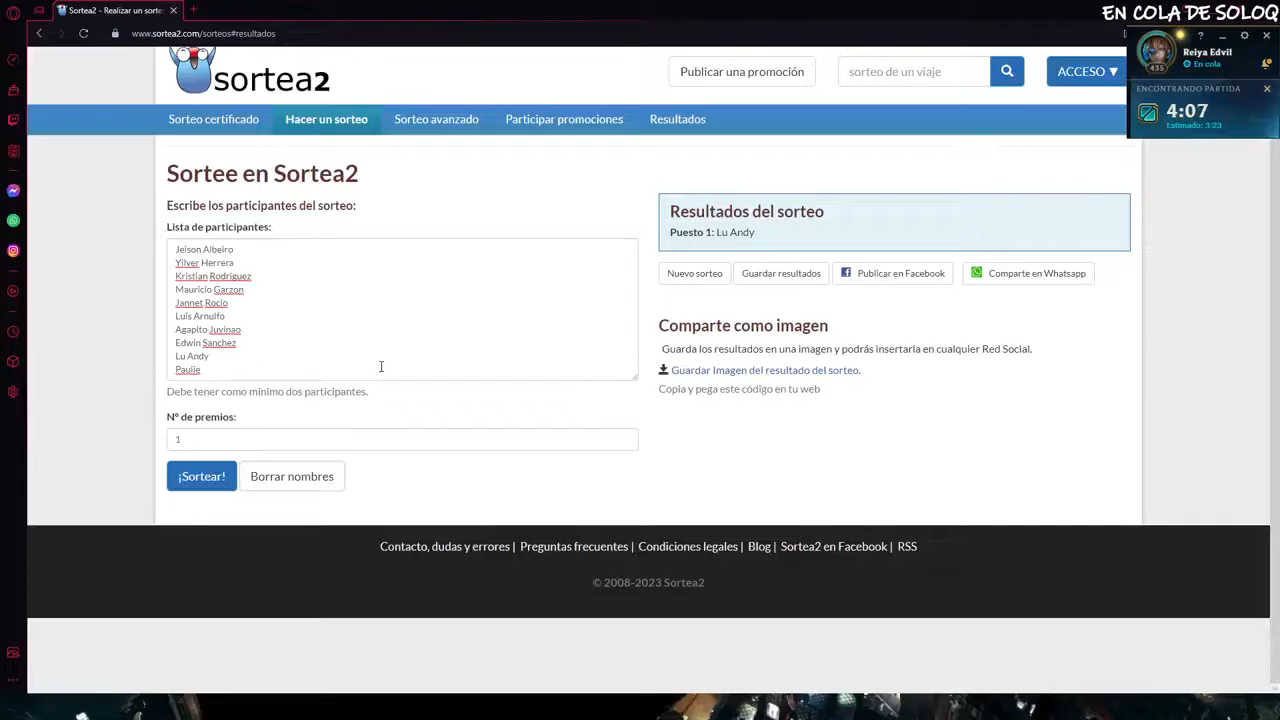 EN COLA DE SOLOQ
Sortea2 - Realizar un sorteo
www.sortea2.com/sorteos#resultados
Reiya Edvil
En cola
435
ENCONTRANDO PARTIDA
4:07
Estimado: 3:23
sortea2
Publicar una promoción
sorteo de un viaje
ACCESO ▼
Sorteo certificado
Hacer un sorteo
Sorteo avanzado
Participar promociones
Resultados
Sortee en Sortea2
Escribe los participantes del sorteo:
Lista de participantes:
Jeison Albeiro
Yilver Herrera
Kristian Rodriguez
Mauricio Garzon
Jannet Rocio
Luis Arnulfo
Agapito Juvinao
Edwin Sanchez
Lu Andy
Paulie
Debe tener como mínimo dos participantes.
Nº de premios:
1
¡Sortear!
Borrar nombres
Resultados del sorteo
Puesto 1: Lu Andy
Nuevo sorteo
Guardar resultados
Publicar en Facebook
Comparte en Whatsapp
Comparte como imagen
Guarda los resultados en una imagen y podrás insertarla en cualquier Red Social.
Guardar Imagen del resultado del sorteo.
Copia y pega este código en tu web
Contacto, dudas y errores | Preguntas frecuentes | Condiciones legales | Blog | Sortea2 en Facebook | RSS
© 2008-2023 Sortea2